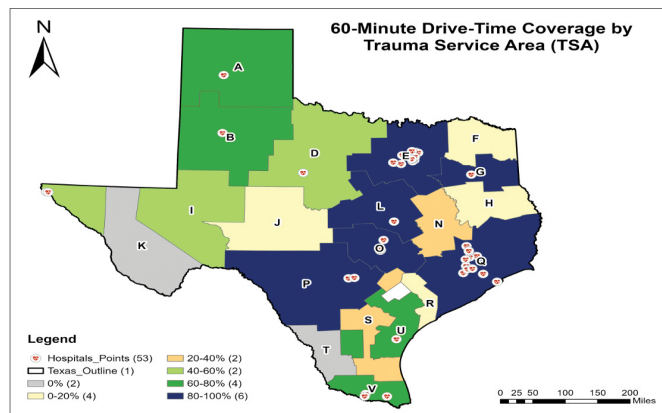 60-Minute Drive-Time Coverage by
Trauma Service Area (TSA)
N
A
B
D
E
F
G
I
J
L
H
N
K
O
Q
P
R
S
U
T
V
Legend
Hospitals_Points (53)
Texas_Outline (1)
0% (2)
0-20% (4)
20-40% (2)
40-60% (2)
60-80% (4)
80-100% (6)
0 25 50 100 150 200
Miles